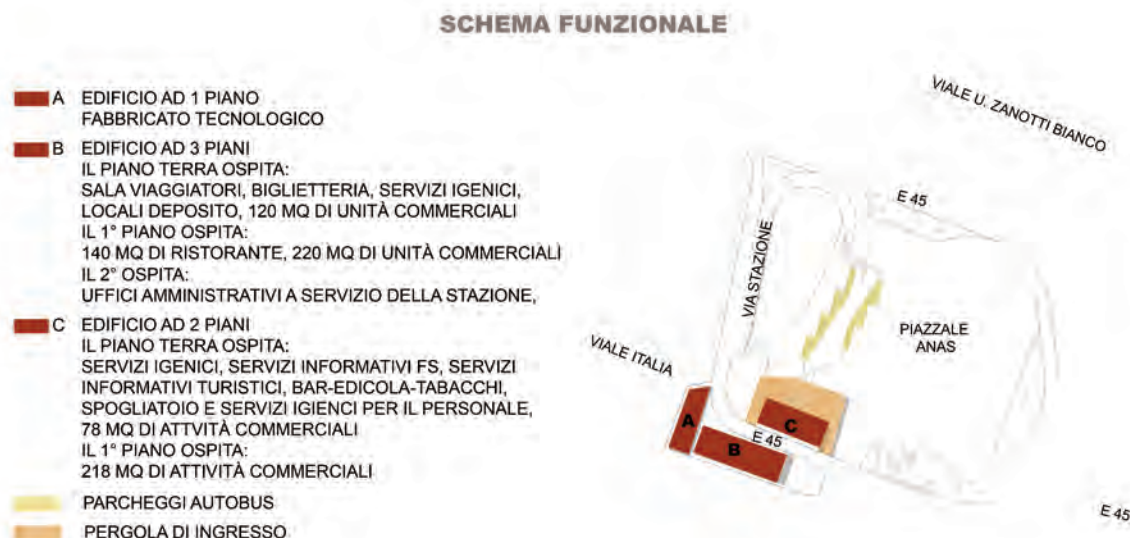 SCHEMA FUNZIONALE
A EDIFICIO AD 1 PIANO
FABBRICATO TECNOLOGICO
B EDIFICIO AD 3 PIANI
IL PIANO TERRA OSPITA:
SALA VIAGGIATORI, BIGLIETTERIA, SERVIZI IGENICI,
LOCALI DEPOSITO, 120 MQ DI UNITÀ COMMERCIALI
IL 1° PIANO OSPITA:
140 MQ DI RISTORANTE, 220 MQ DI UNITÀ COMMERCIALI
IL 2° OSPITA:
UFFICI AMMINISTRATIVI A SERVIZIO DELLA STAZIONE,
C EDIFICIO AD 2 PIANI
IL PIANO TERRA OSPITA:
SERVIZI IGENICI, SERVIZI INFORMATIVI FS, SERVIZI
INFORMATIVI TURISTICI, BAR-EDICOLA-TABACCHI,
SPOGLIATOIO E SERVIZI IGIENCI PER IL PERSONALE,
78 MQ DI ATTVITÀ COMMERCIALI
IL 1° PIANO OSPITA:
218 MQ DI ATTIVITÀ COMMERCIALI
PARCHEGGI AUTOBUS
PERGOLA DI INGRESSO
VIALE U. ZANOTTI BIANCO
E 45
VIA STAZIONE
PIAZZALE
ANAS
VIALE ITALIA
A
C
E 45
B
E 45